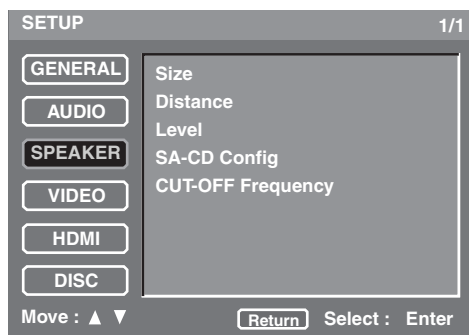 SETUP 1/1
GENERAL
AUDIO
SPEAKER
VIDEO
HDMI
DISC
Size
Distance
Level
SA-CD Config
CUT-OFF Frequency
Move : ▲ ▼ Return Select : Enter